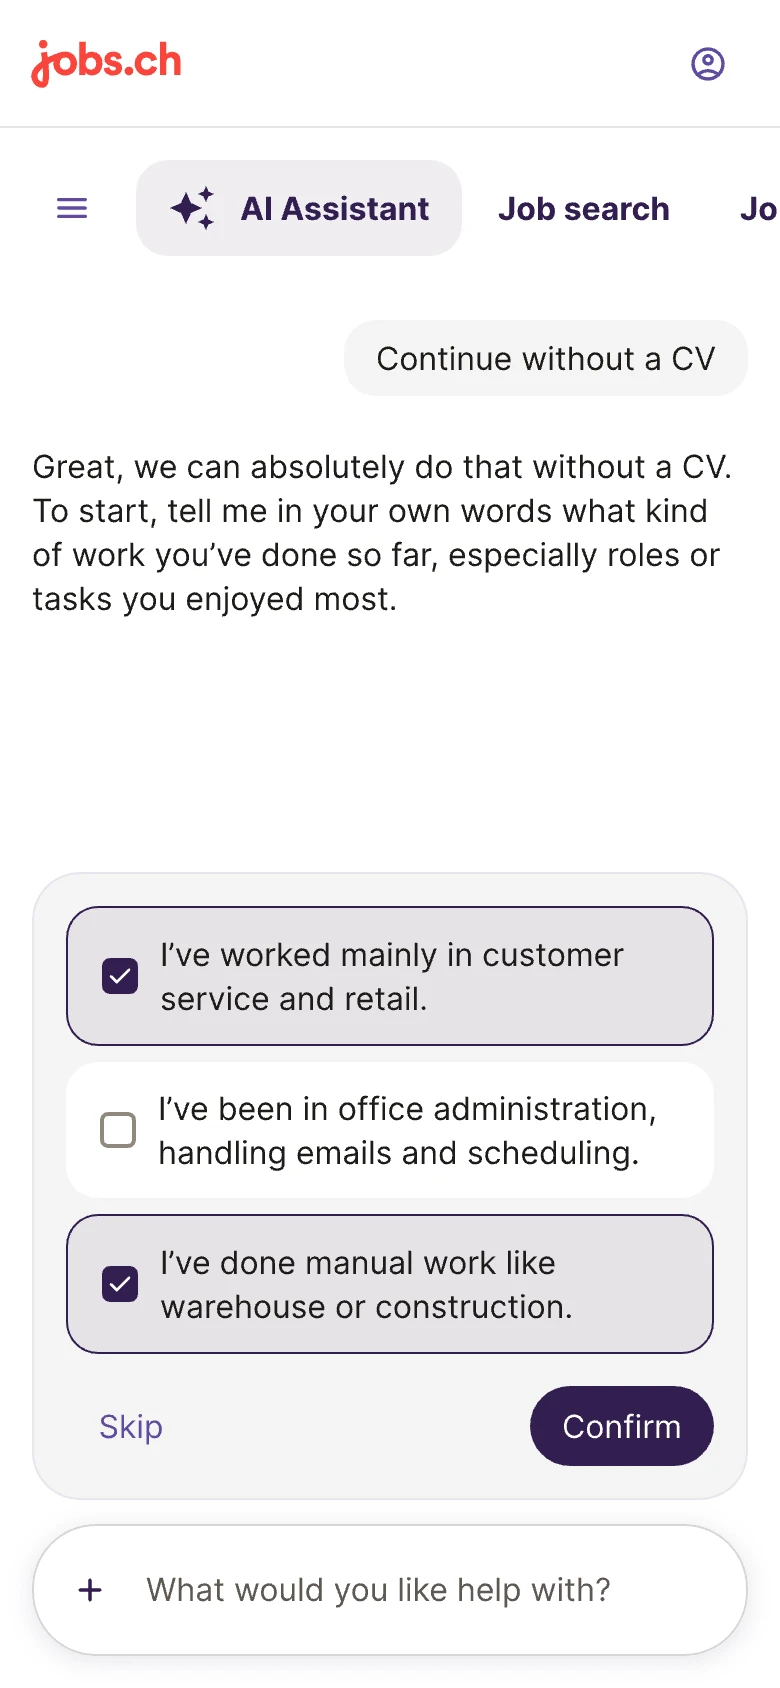 jobs.ch
AI Assistant
Job search
Jo
Continue without a CV
Great, we can absolutely do that without a CV.
To start, tell me in your own words what kind
of work you’ve done so far, especially roles or
tasks you enjoyed most.
I’ve worked mainly in customer
service and retail.
I’ve been in office administration,
handling emails and scheduling.
I’ve done manual work like
warehouse or construction.
Skip
Confirm
What would you like help with?